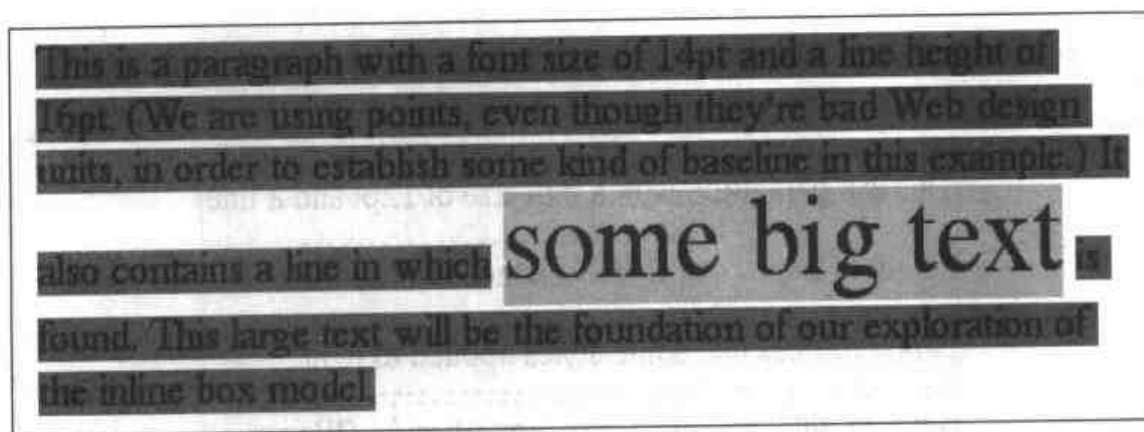 This is a paragraph with a font size of 14pt and a line height of
16pt. (We are using points, even though they're bad Web design
units, in order to establish some kind of baseline in this example.) It
also contains a line in which some big text is
found. This large text will be the foundation of our exploration of
the inline box model.